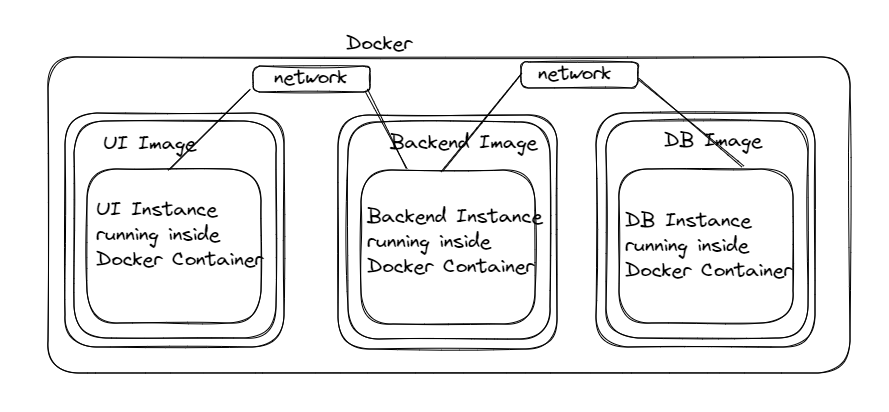 Docker
network
network
UI Image
Backend Image
DB Image
UI Instance
running inside
Docker Container
Backend Instance
running inside
Docker Container
DB Instance
running inside
Docker Container